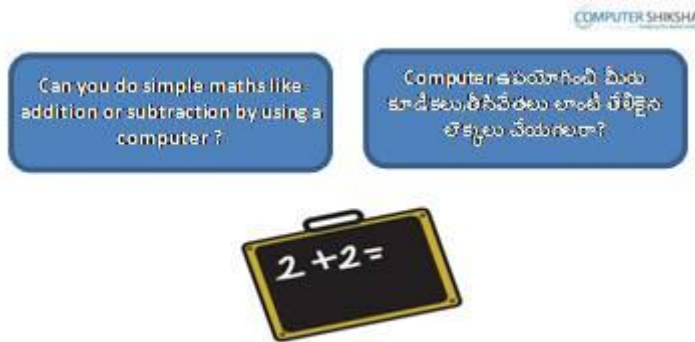 COMPUTER SHIKSHA
Can you do simple maths like
addition or subtraction by using a
computer ?
Computer ఉపయోగించి మీరు
కూడికలు,తీసివేతలు లాంటి తేలికైన
లెక్కలు చేయగలరా?
2+2=